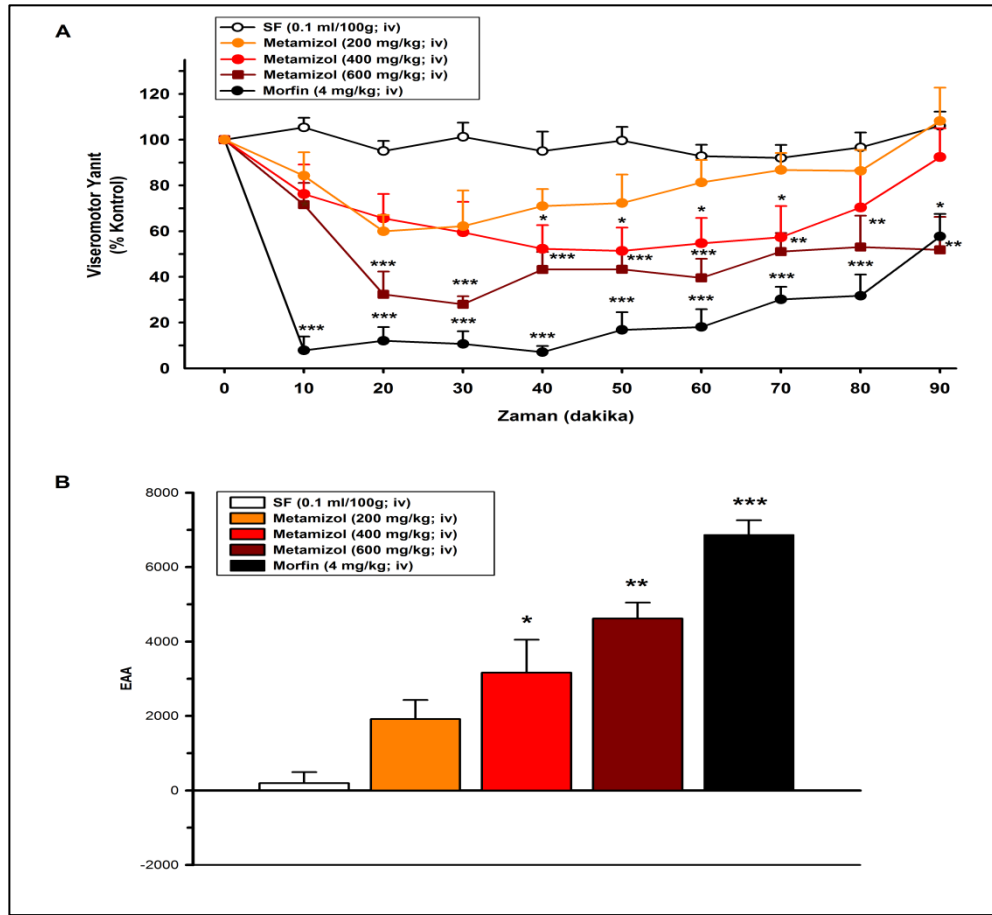 A
SF (0.1 ml/100g; iv)
Metamizol (200 mg/kg; iv)
Metamizol (400 mg/kg; iv)
Metamizol (600 mg/kg; iv)
Morfin (4 mg/kg; iv)
Viseromotor Yanıt
(% Kontrol)
120
100
80
60
40
20
0
* * * * *
*** *** *** *** *** ** ** **
*** *** *** *** *** *** *** ***
0 10 20 30 40 50 60 70 80 90
Zaman (dakika)
B
SF (0.1 ml/100g; iv)
Metamizol (200 mg/kg; iv)
Metamizol (400 mg/kg; iv)
Metamizol (600 mg/kg; iv)
Morfin (4 mg/kg; iv)
EAA
8000
6000
4000
2000
0
-2000
* ** ***